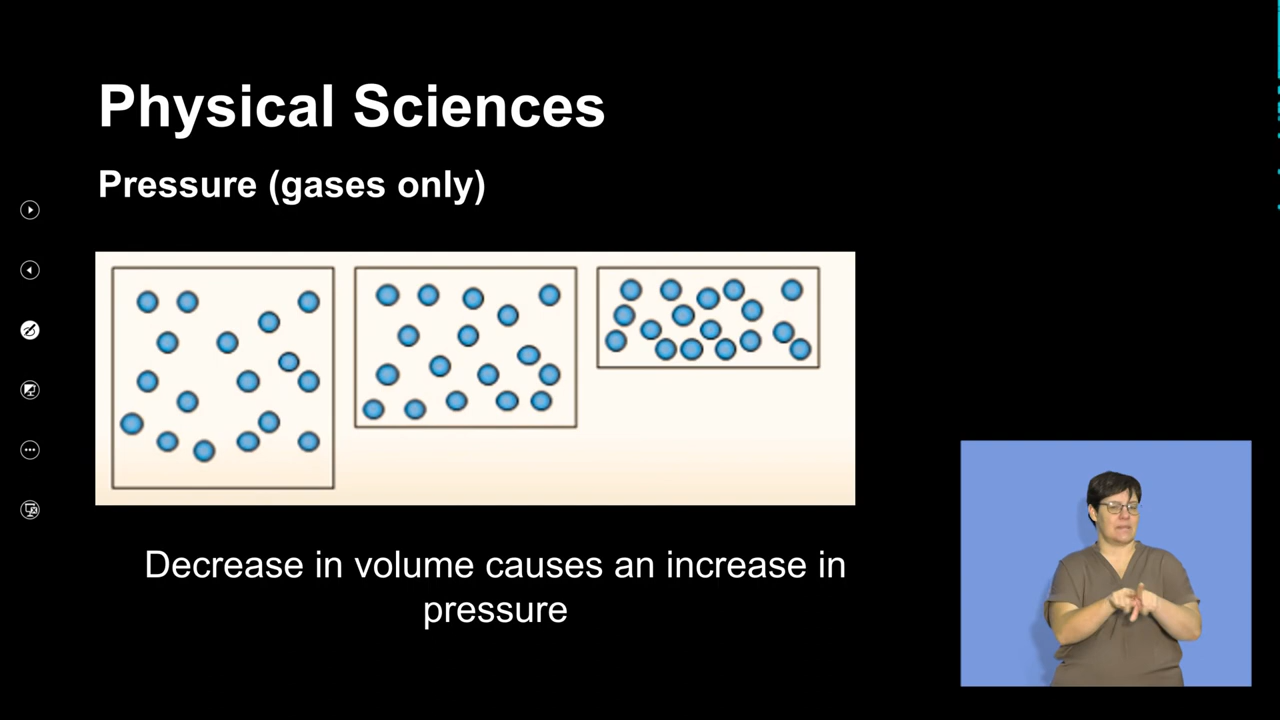 Physical Sciences
Pressure (gases only)
Decrease in volume causes an increase in
pressure